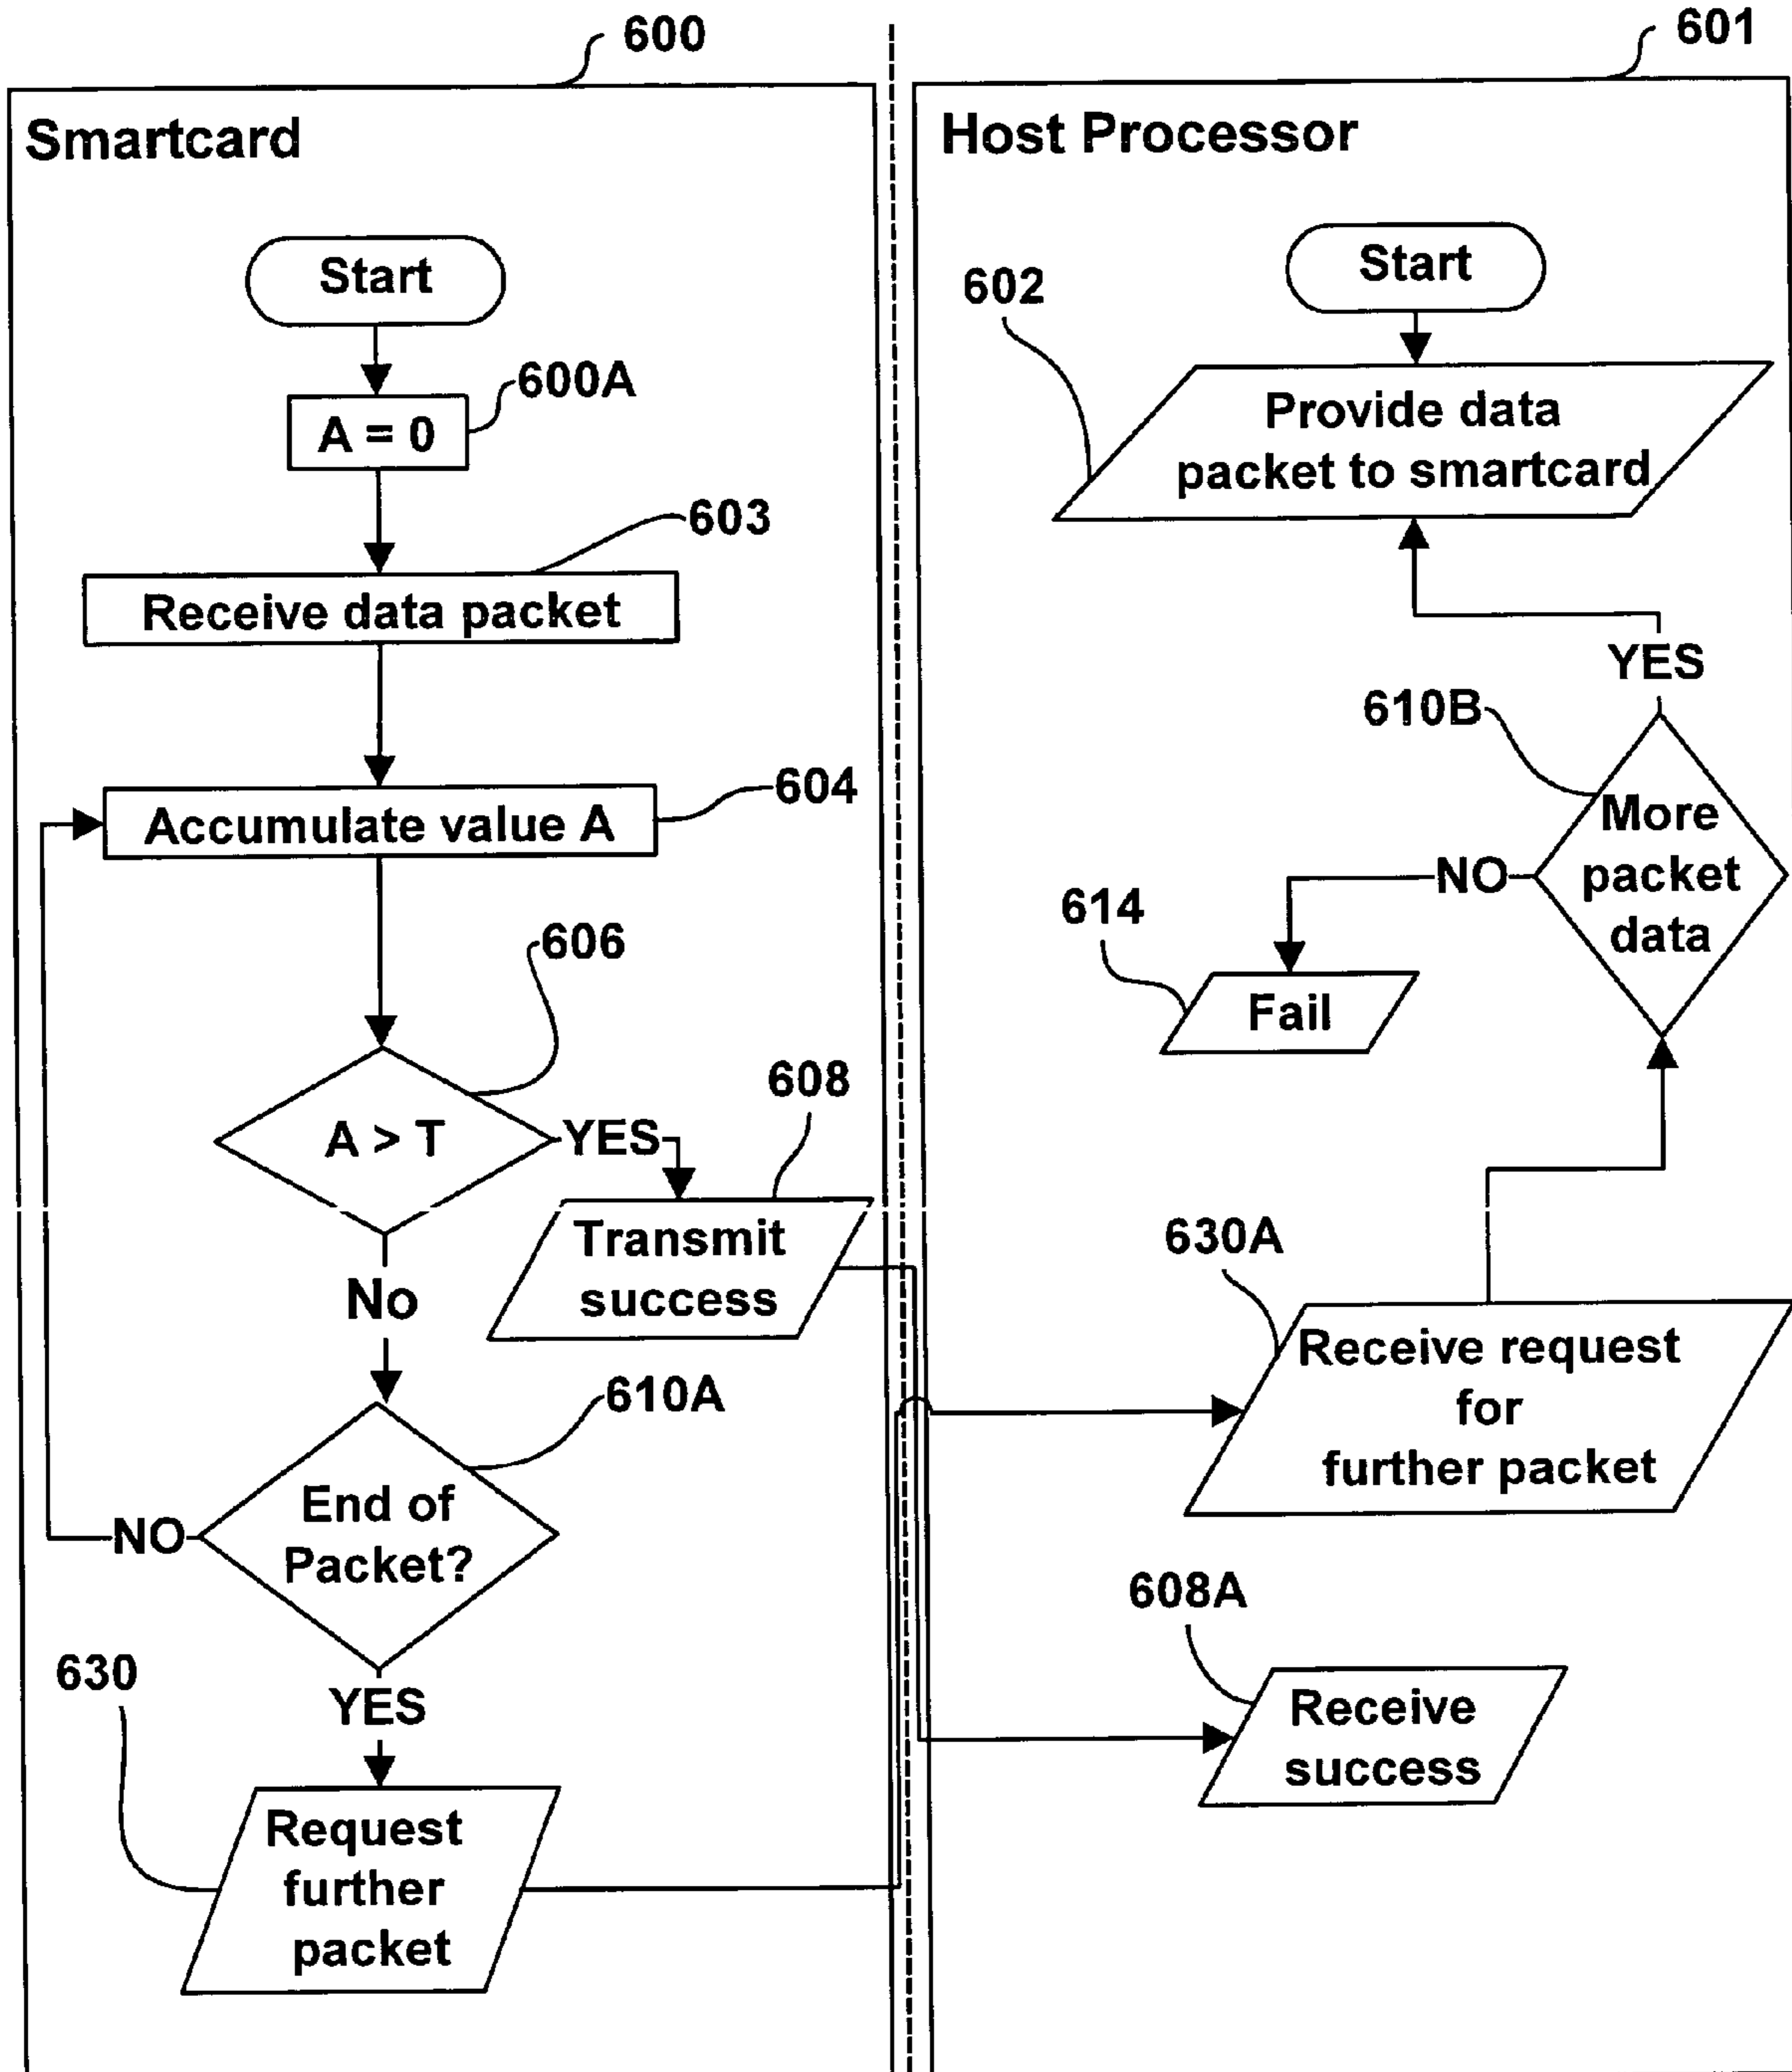 600
Smartcard
Start
600A
A = 0
603
Receive data packet
604
Accumulate value A
606
A > T
YES
608
Transmit
success
No
610A
End of
Packet?
NO
YES
630
Request
further
packet
601
Host Processor
Start
602
Provide data
packet to smartcard
YES
610B
More
packet
data
NO
614
Fail
630A
Receive request
for
further packet
608A
Receive
success